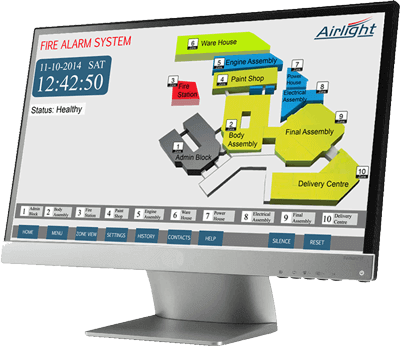 FIRE ALARM SYSTEM
Airlight
11-10-2014 SAT
12:42:50
Status: Healthy
6
Ware House
5
Engine Assembly
4
Paint Shop
3
Fire Station
7
Power House
8
Electrical Assembly
9
Final Assembly
2
Body Assembly
1
Admin Block
10
Delivery Centre
1 Admin Block
2 Body Assembly
3 Fire Station
4 Paint Shop
5 Engine Assembly
6 Ware House
7 Power House
8 Electrical Assembly
9 Final Assembly
10 Delivery Centre
HOME MENU ZONE VIEW SETTINGS HISTORY CONTACTS HELP SILENCE RESET